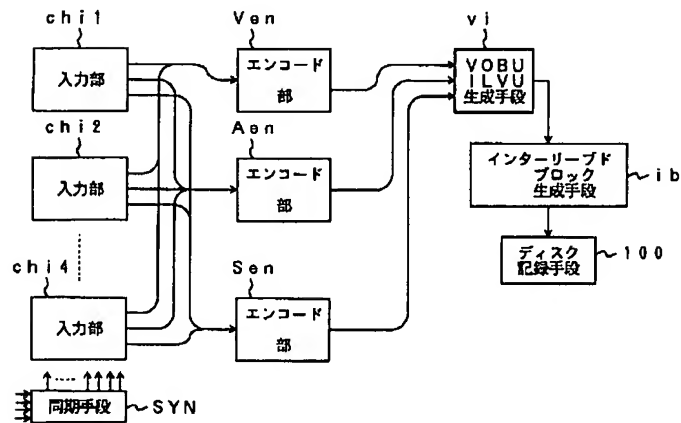 chi1
入力部
chi2
入力部
chi4
入力部
同期手段
SYN
Ven
エンコード
部
Aen
エンコード
部
Sen
エンコード
部
vi
VOBU
ILVU
生成手段
インターリーブド
ブロック
生成手段
ib
ディスク
記録手段
100